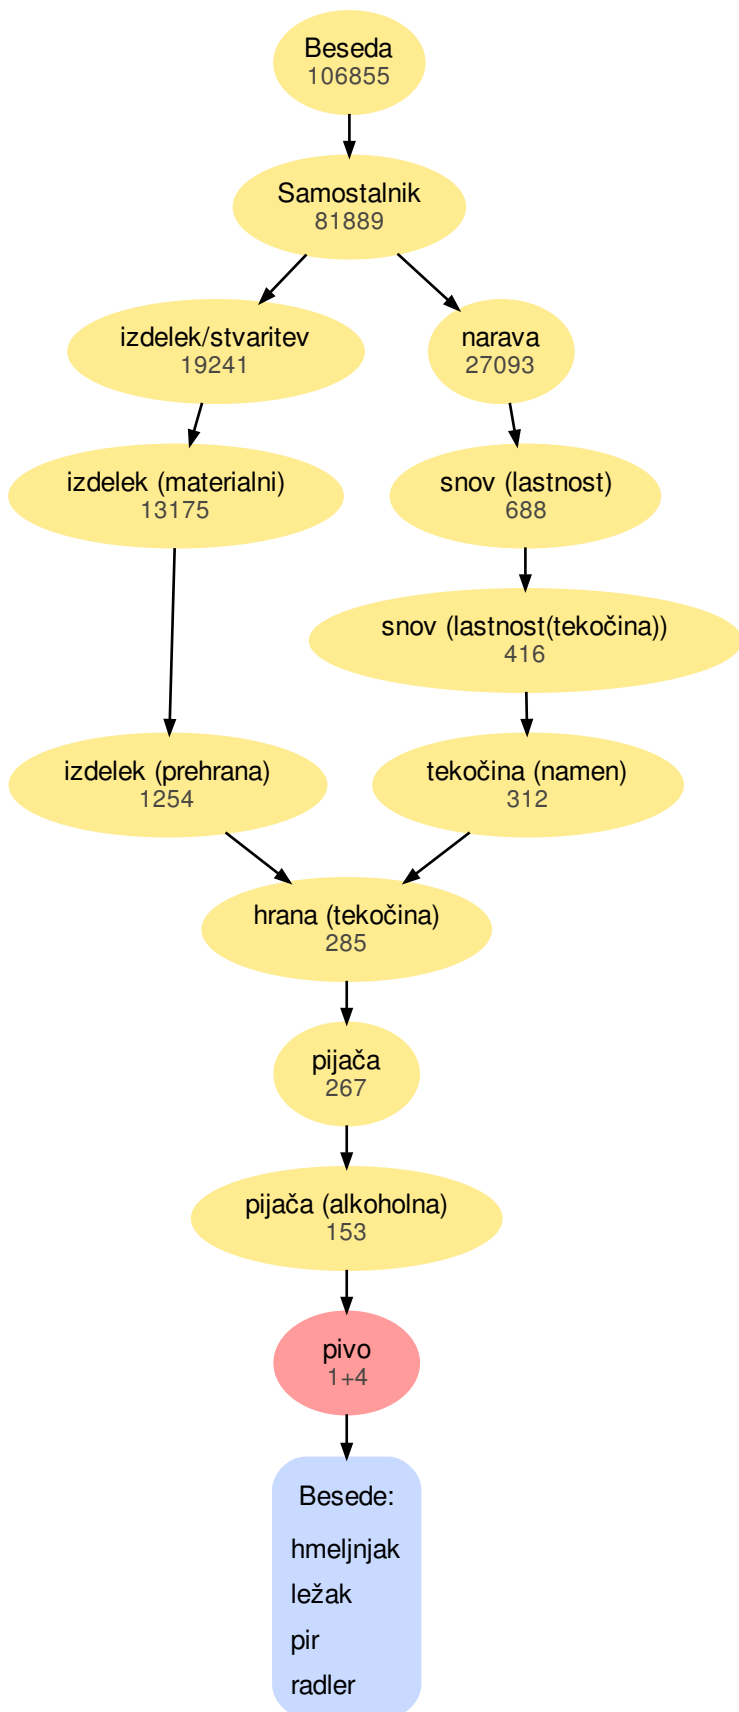 Beseda
106855
Samostalnik
81889
izdelek/stvaritev
19241
narava
27093
izdelek (materialni)
13175
snov (lastnost)
688
snov (lastnost(tekočina))
416
izdelek (prehrana)
1254
tekočina (namen)
312
hrana (tekočina)
285
pijača
267
pijača (alkoholna)
153
pivo
1+4
Besede:
hmeljnjak
ležak
pir
radler